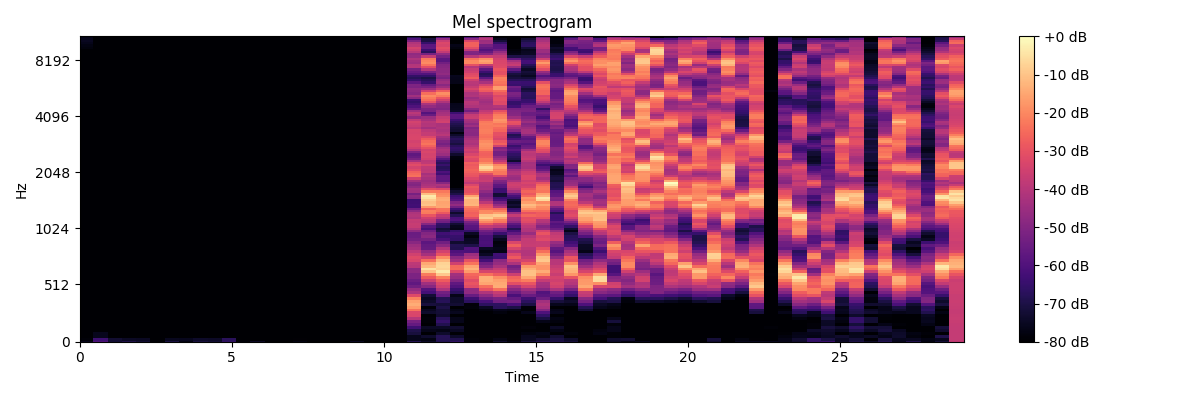 Mel spectrogram
+0 dB
8192
-10 dB
4096
-20 dB
-30 dB
2048
Hz
-40 dB
1024
-50 dB
-60 dB
512
-70 dB
0
-80 dB
0 5 10 15 20 25
Time